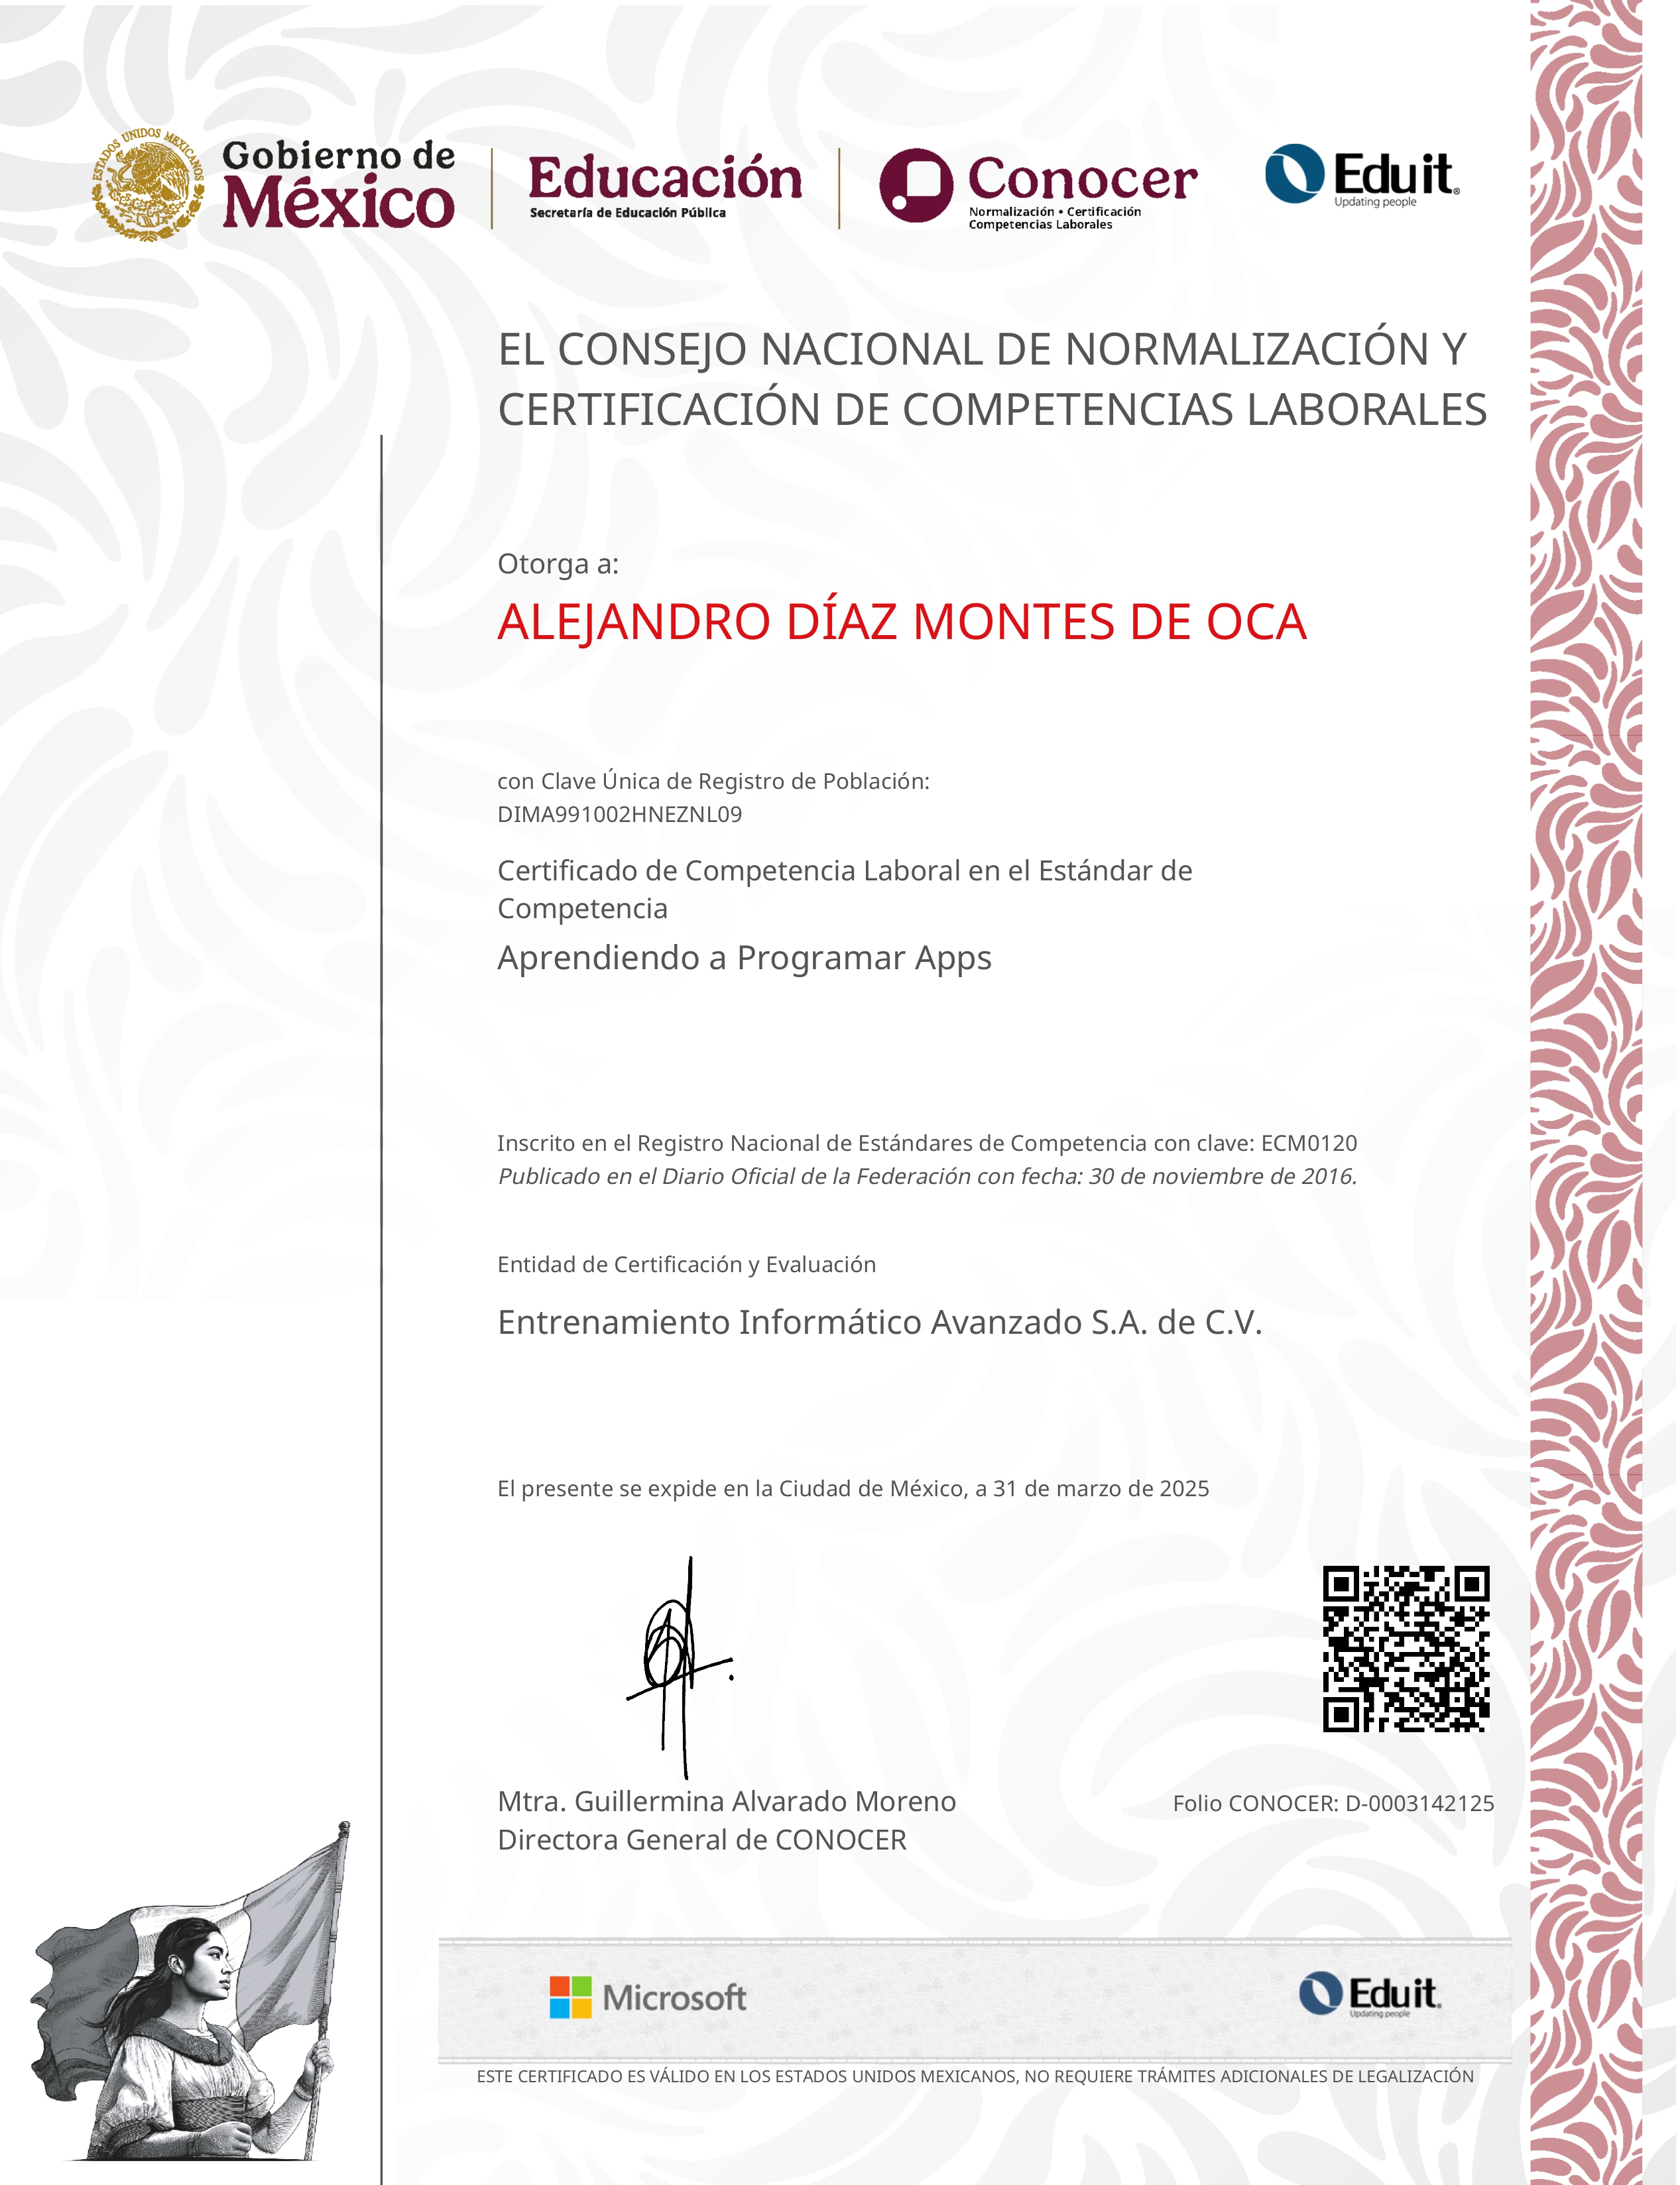 ESTADOS UNIDOS MEXICANOS
Gobierno de
México
Educación
Secretaría de Educación Pública
Conocer
Normalización • Certificación
Competencias Laborales
Eduit®
Updating people
EL CONSEJO NACIONAL DE NORMALIZACIÓN Y
CERTIFICACIÓN DE COMPETENCIAS LABORALES
Otorga a:
ALEJANDRO DÍAZ MONTES DE OCA
con Clave Única de Registro de Población:
DIMA991002HNEZNL09
Certificado de Competencia Laboral en el Estándar de
Competencia
Aprendiendo a Programar Apps
Inscrito en el Registro Nacional de Estándares de Competencia con clave: ECM0120
Publicado en el Diario Oficial de la Federación con fecha: 30 de noviembre de 2016.
Entidad de Certificación y Evaluación
Entrenamiento Informático Avanzado S.A. de C.V.
El presente se expide en la Ciudad de México, a 31 de marzo de 2025
Mtra. Guillermina Alvarado Moreno
Directora General de CONOCER
Folio CONOCER: D-0003142125
Microsoft
Eduit®
Updating people
ESTE CERTIFICADO ES VÁLIDO EN LOS ESTADOS UNIDOS MEXICANOS, NO REQUIERE TRÁMITES ADICIONALES DE LEGALIZACIÓN